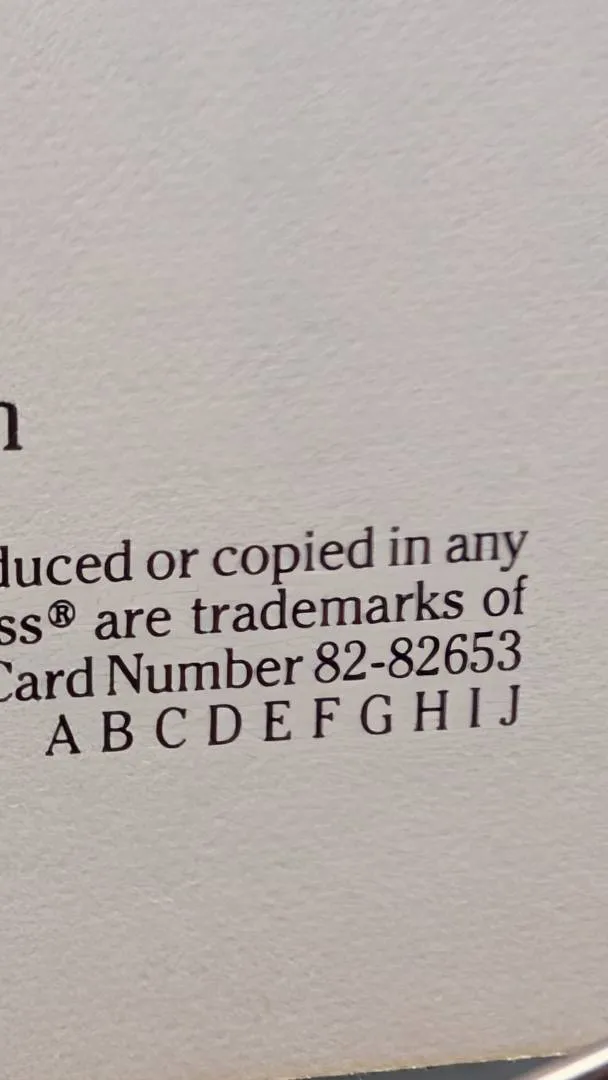 n
duced or copied in any
ss® are trademarks of
Card Number 82-82653
A B C D E F G H I J